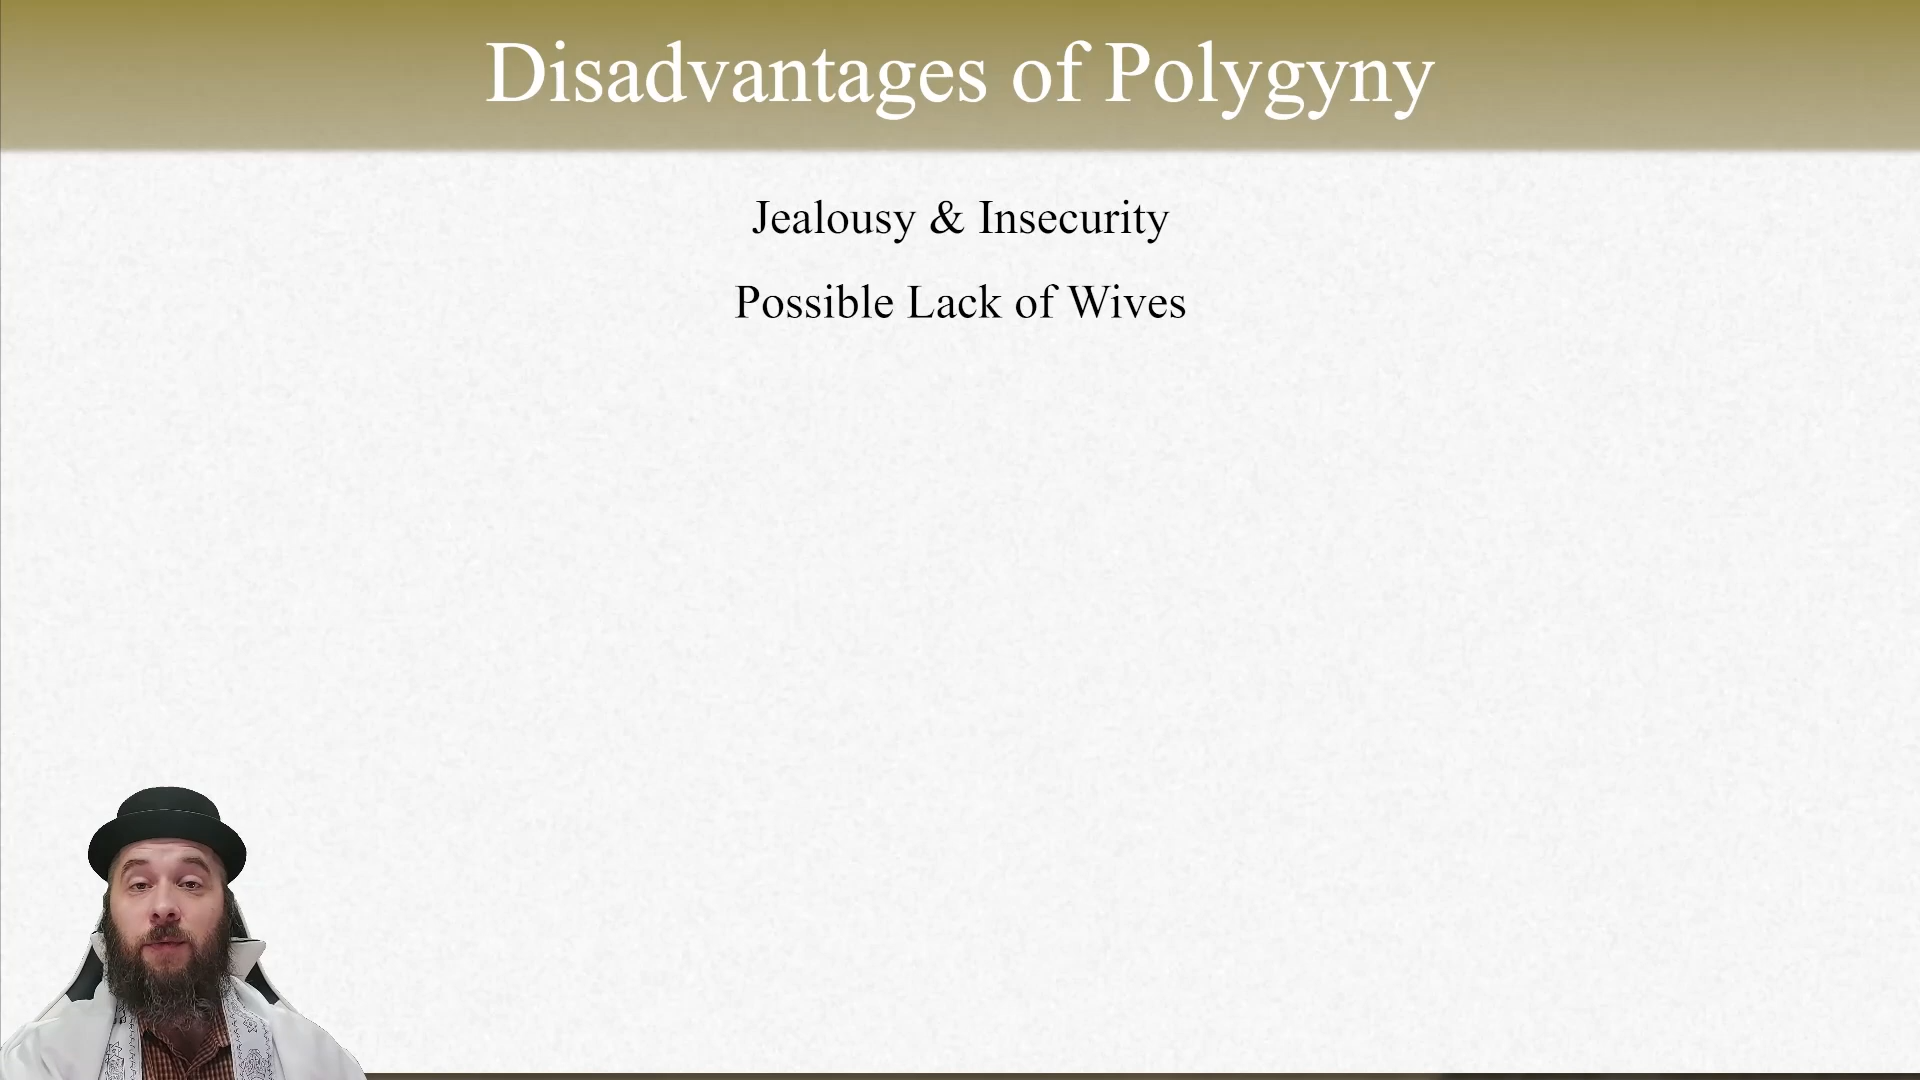 Disadvantages of Polygyny
Jealousy & Insecurity
Possible Lack of Wives